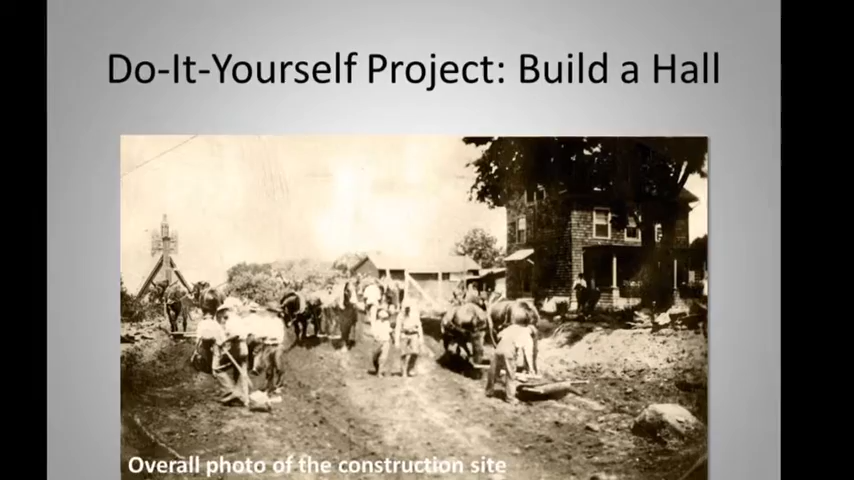 Do-It-Yourself Project: Build a Hall
Overall photo of the construction site